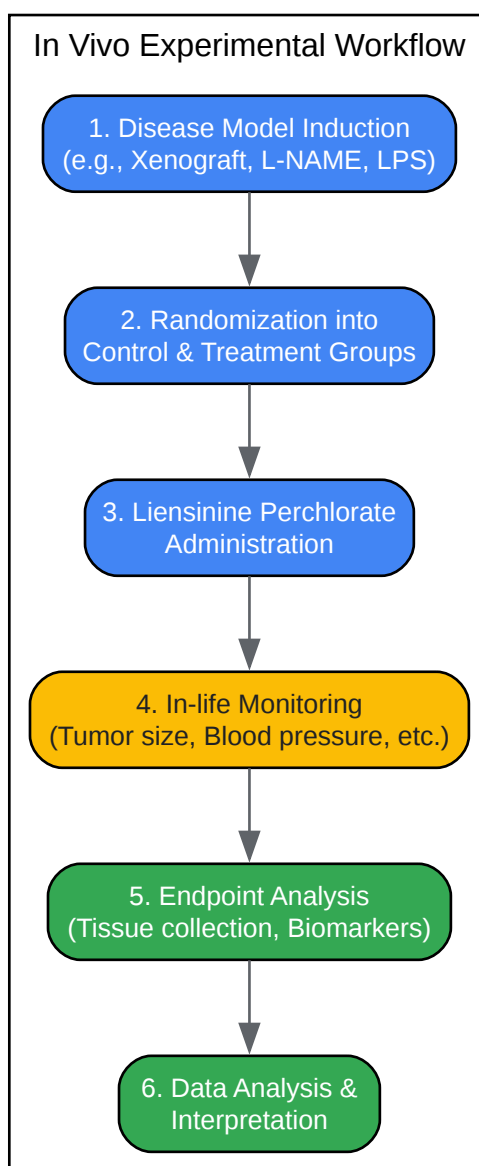 In Vivo Experimental Workflow
1. Disease Model Induction
(e.g., Xenograft, L-NAME, LPS)
2. Randomization into
Control & Treatment Groups
3. Liensinine Perchlorate
Administration
4. In-life Monitoring
(Tumor size, Blood pressure, etc.)
5. Endpoint Analysis
(Tissue collection, Biomarkers)
6. Data Analysis &
Interpretation